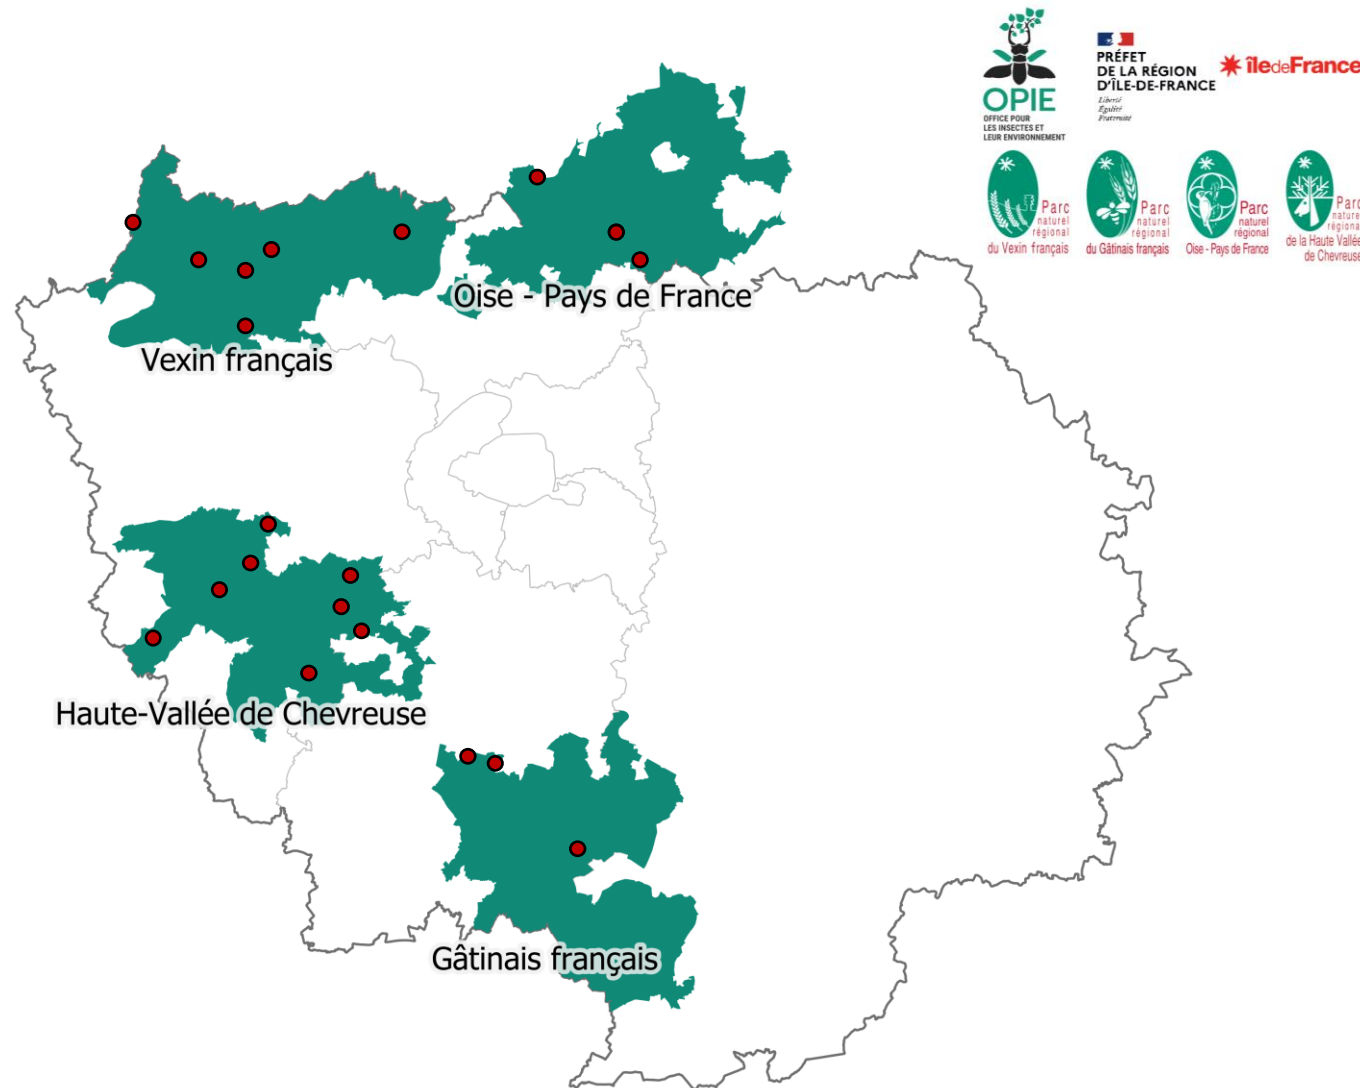 OPIE
OFFICE POUR
LES INSECTES ET
LEUR ENVIRONNEMENT
PRÉFET
DE LA RÉGION
D'ÎLE-DE-FRANCE
Liberté
Égalité
Fraternité
îledeFrance
Parc
naturel
régional
du Vexin français
Parc
naturel
régional
du Gâtinais français
Parc
naturel
régional
Oise - Pays de France
Parc
naturel
régional
de la Haute Vallée
de Chevreuse
Oise - Pays de France
Vexin français
Haute-Vallée de Chevreuse
Gâtinais français